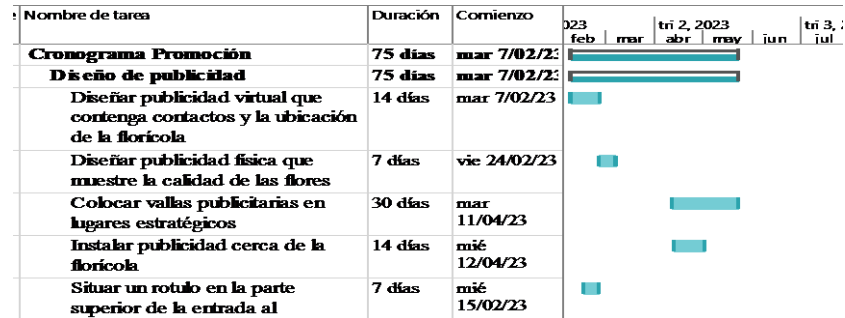 Nombre de tarea Duración Comienzo 023 tri 2, 2023 tri 3,
feb mar abr may jun jul
Cronograma Promoción 75 días mar 7/02/23
Diseño de publicidad 75 días mar 7/02/23
Diseñar publicidad virtual que 14 días mar 7/02/23
contenga contactos y la ubicación
de la florícola
Diseñar publicidad física que 7 días vie 24/02/23
muestre la calidad de las flores
Colocar vallas publicitarias en 30 días mar
lugares estratégicos 11/04/23
Instalar publicidad cerca de la 14 días mié
florícola 12/04/23
Situar un rotulo en la parte 7 días mié
superior de la entrada al 15/02/23